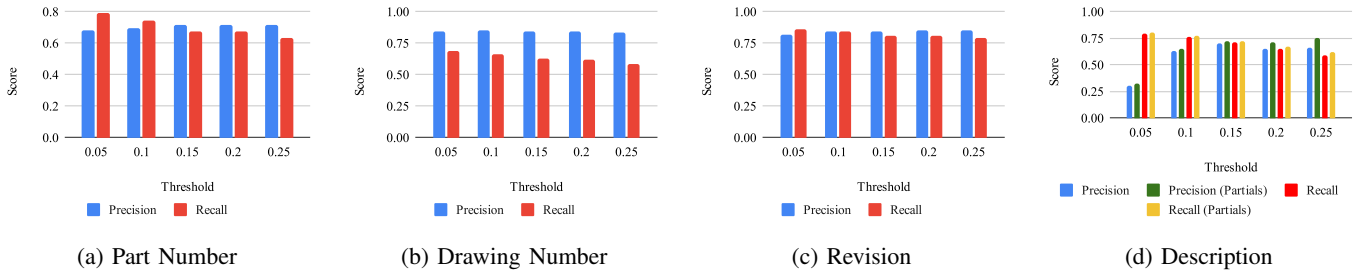 0.8
0.6
0.4
0.2
0.0
Score
0.05 0.1 0.15 0.2 0.25
Threshold
Precision Recall
(a) Part Number
1.00
0.75
0.50
0.25
0.00
Score
0.05 0.1 0.15 0.2 0.25
Threshold
Precision Recall
(b) Drawing Number
1.00
0.75
0.50
0.25
0.00
Score
0.05 0.1 0.15 0.2 0.25
Threshold
Precision Recall
(c) Revision
1.00
0.75
0.50
0.25
0.00
Score
0.05 0.1 0.15 0.2 0.25
Threshold
Precision Precision (Partials) Recall
Recall (Partials)
(d) Description